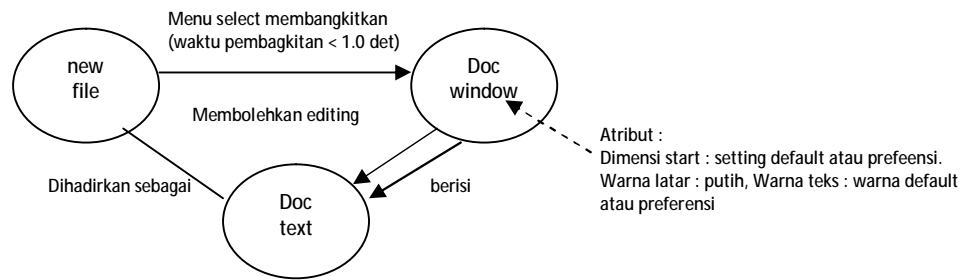 Menu select membangkitkan
(waktu pembagkitan < 1.0 det)
new
file
Doc
window
Membolehkan editing
Atribut :
Dimensi start : setting default atau prefeensi.
Warna latar : putih, Warna teks : warna default
atau preferensi
Dihadirkan sebagai
berisi
Doc
text